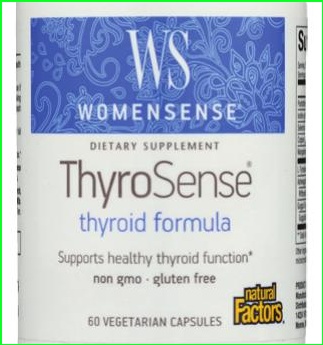 WS
WOMENSENSE®
DIETARY SUPPLEMENT
ThyroSense®
thyroid formula
Supports healthy thyroid function*
non gmo · gluten free
natural
Factors®
60 VEGETARIAN CAPSULES